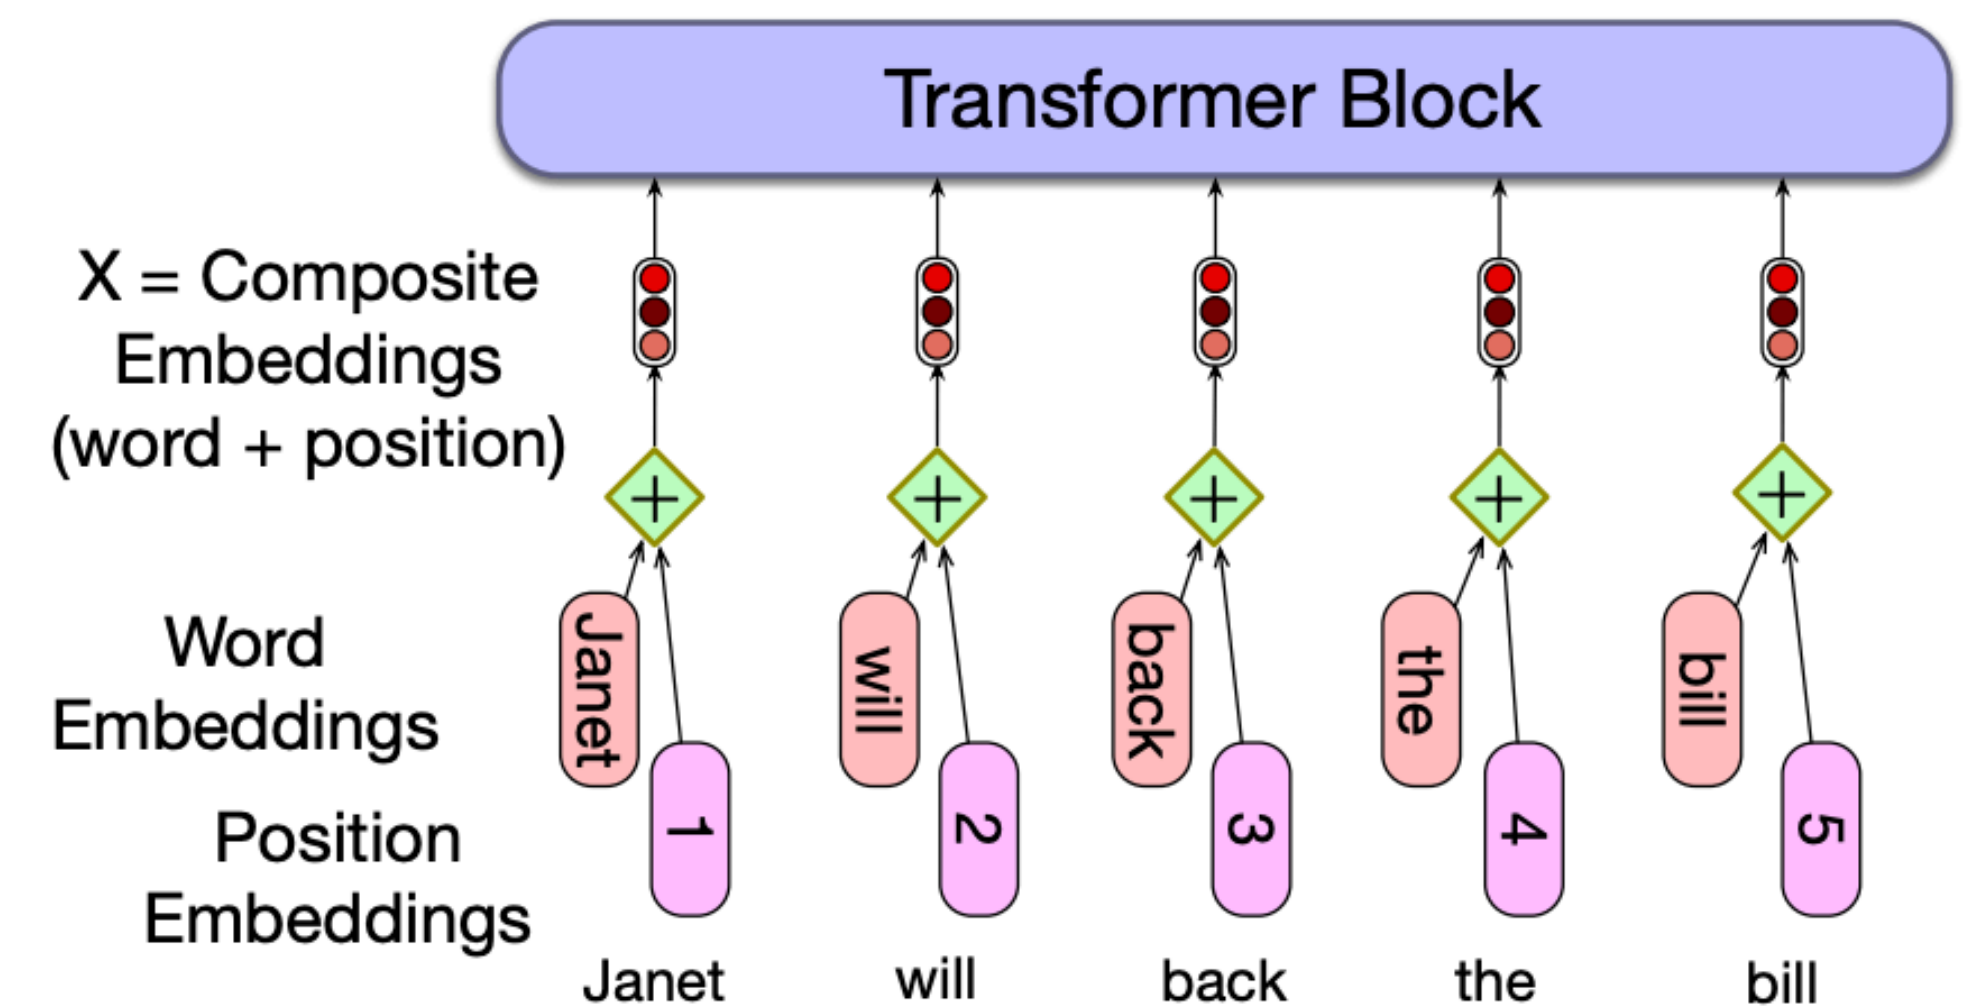 Transformer Block
X = Composite
Embeddings
(word + position)
+ + + + +
Word
Embeddings
Janet will back the bill
Position
Embeddings
1 2 3 4 5
Janet will back the bill